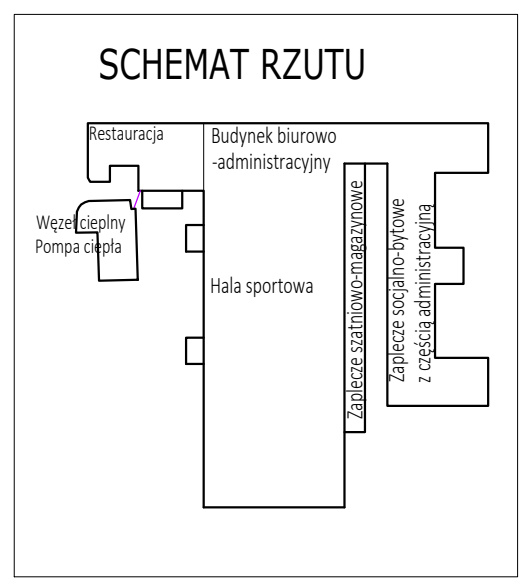 SCHEMAT RZUTU
Restauracja
Budynek biurowo
-administracyjny
Węzeł cieplny
Pompa ciepła
Hala sportowa
Zaplecze szatniowo-magazynowe
Zaplecze socjalno-bytowe
z częścią administracyjną